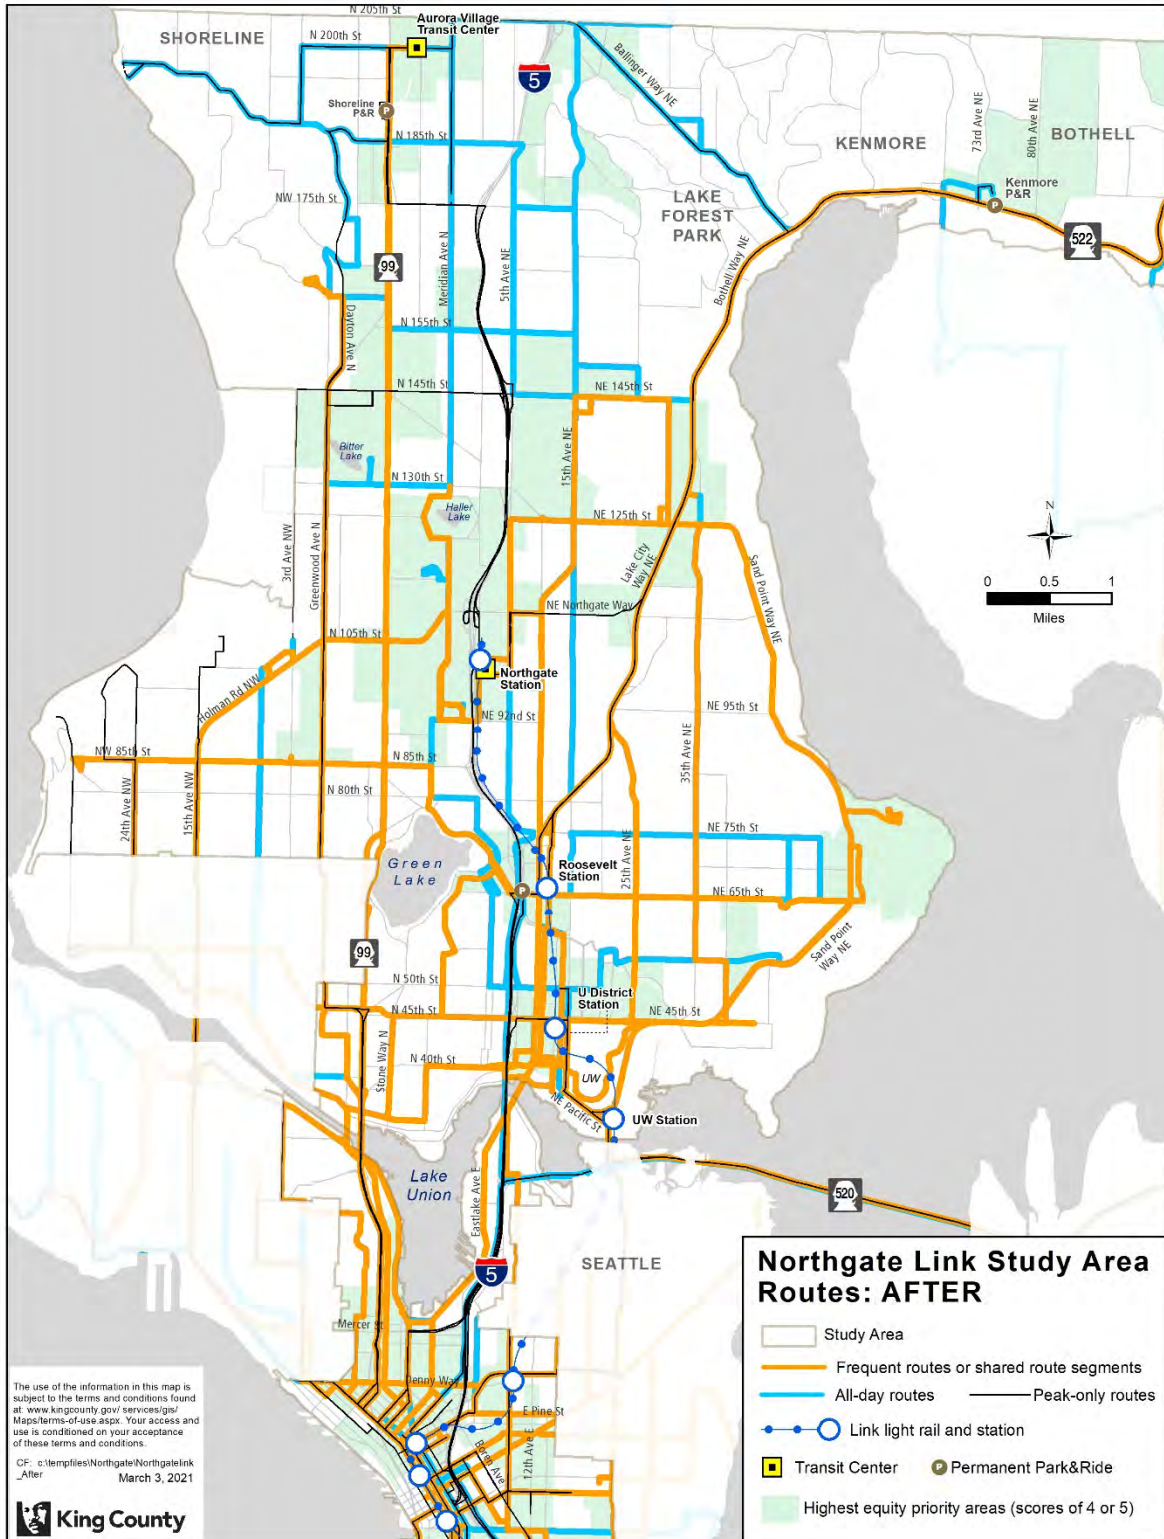 N 205th St
Aurora Village
Transit Center
SHORELINE
N 200th St
5
Ballinger Way NE
Shoreline
P&R
P
N 185th St
KENMORE
73rd Ave NE
80th Ave NE
BOTHELL
Kenmore
P&R
P
NW 175th St
LAKE
FOREST
PARK
522
99
Meridian Ave N
5th Ave NE
Bothell Way NE
Dayton Ave N
N 155th St
N 145th St
NE 145th St
Bitter
Lake
15th Ave NE
N 130th St
Haller
Lake
3rd Ave NW
Greenwood Ave N
NE 125th St
Lake City
Way NE
Sand Point Way NE
N
0 0.5 1
Miles
NE Northgate Way
N 105th St
Northgate
Station
Holman Rd NW
NE 92nd St
NE 95th St
35th Ave NE
NW 85th St
N 85th St
24th Ave NW
15th Ave NW
N 80th St
NE 75th St
Green
Lake
Roosevelt
Station
25th Ave NE
P
NE 65th St
99
Sand Point
Way NE
N 50th St
U District
Station
N 45th St
NE 45th St
Stone Way N
N 40th St
UW
NE Pacific St
UW Station
Lake
Union
Eastlake Ave E
520
SEATTLE
5
Mercer St
Denny Way
E Pine St
Boren Ave
12th Ave E
Northgate Link Study Area
Routes: AFTER
Study Area
Frequent routes or shared route segments
All-day routes
Peak-only routes
Link light rail and station
Transit Center
P
Permanent Park&Ride
Highest equity priority areas (scores of 4 or 5)
The use of the information in this map is
subject to the terms and conditions found
at: www.kingcounty.gov/ services/gis/
Maps/terms-of-use.aspx. Your access and
use is conditioned on your acceptance
of these terms and conditions.
CF: c:\tempfiles\Northgate\Northgatelink
_After
March 3, 2021
King County